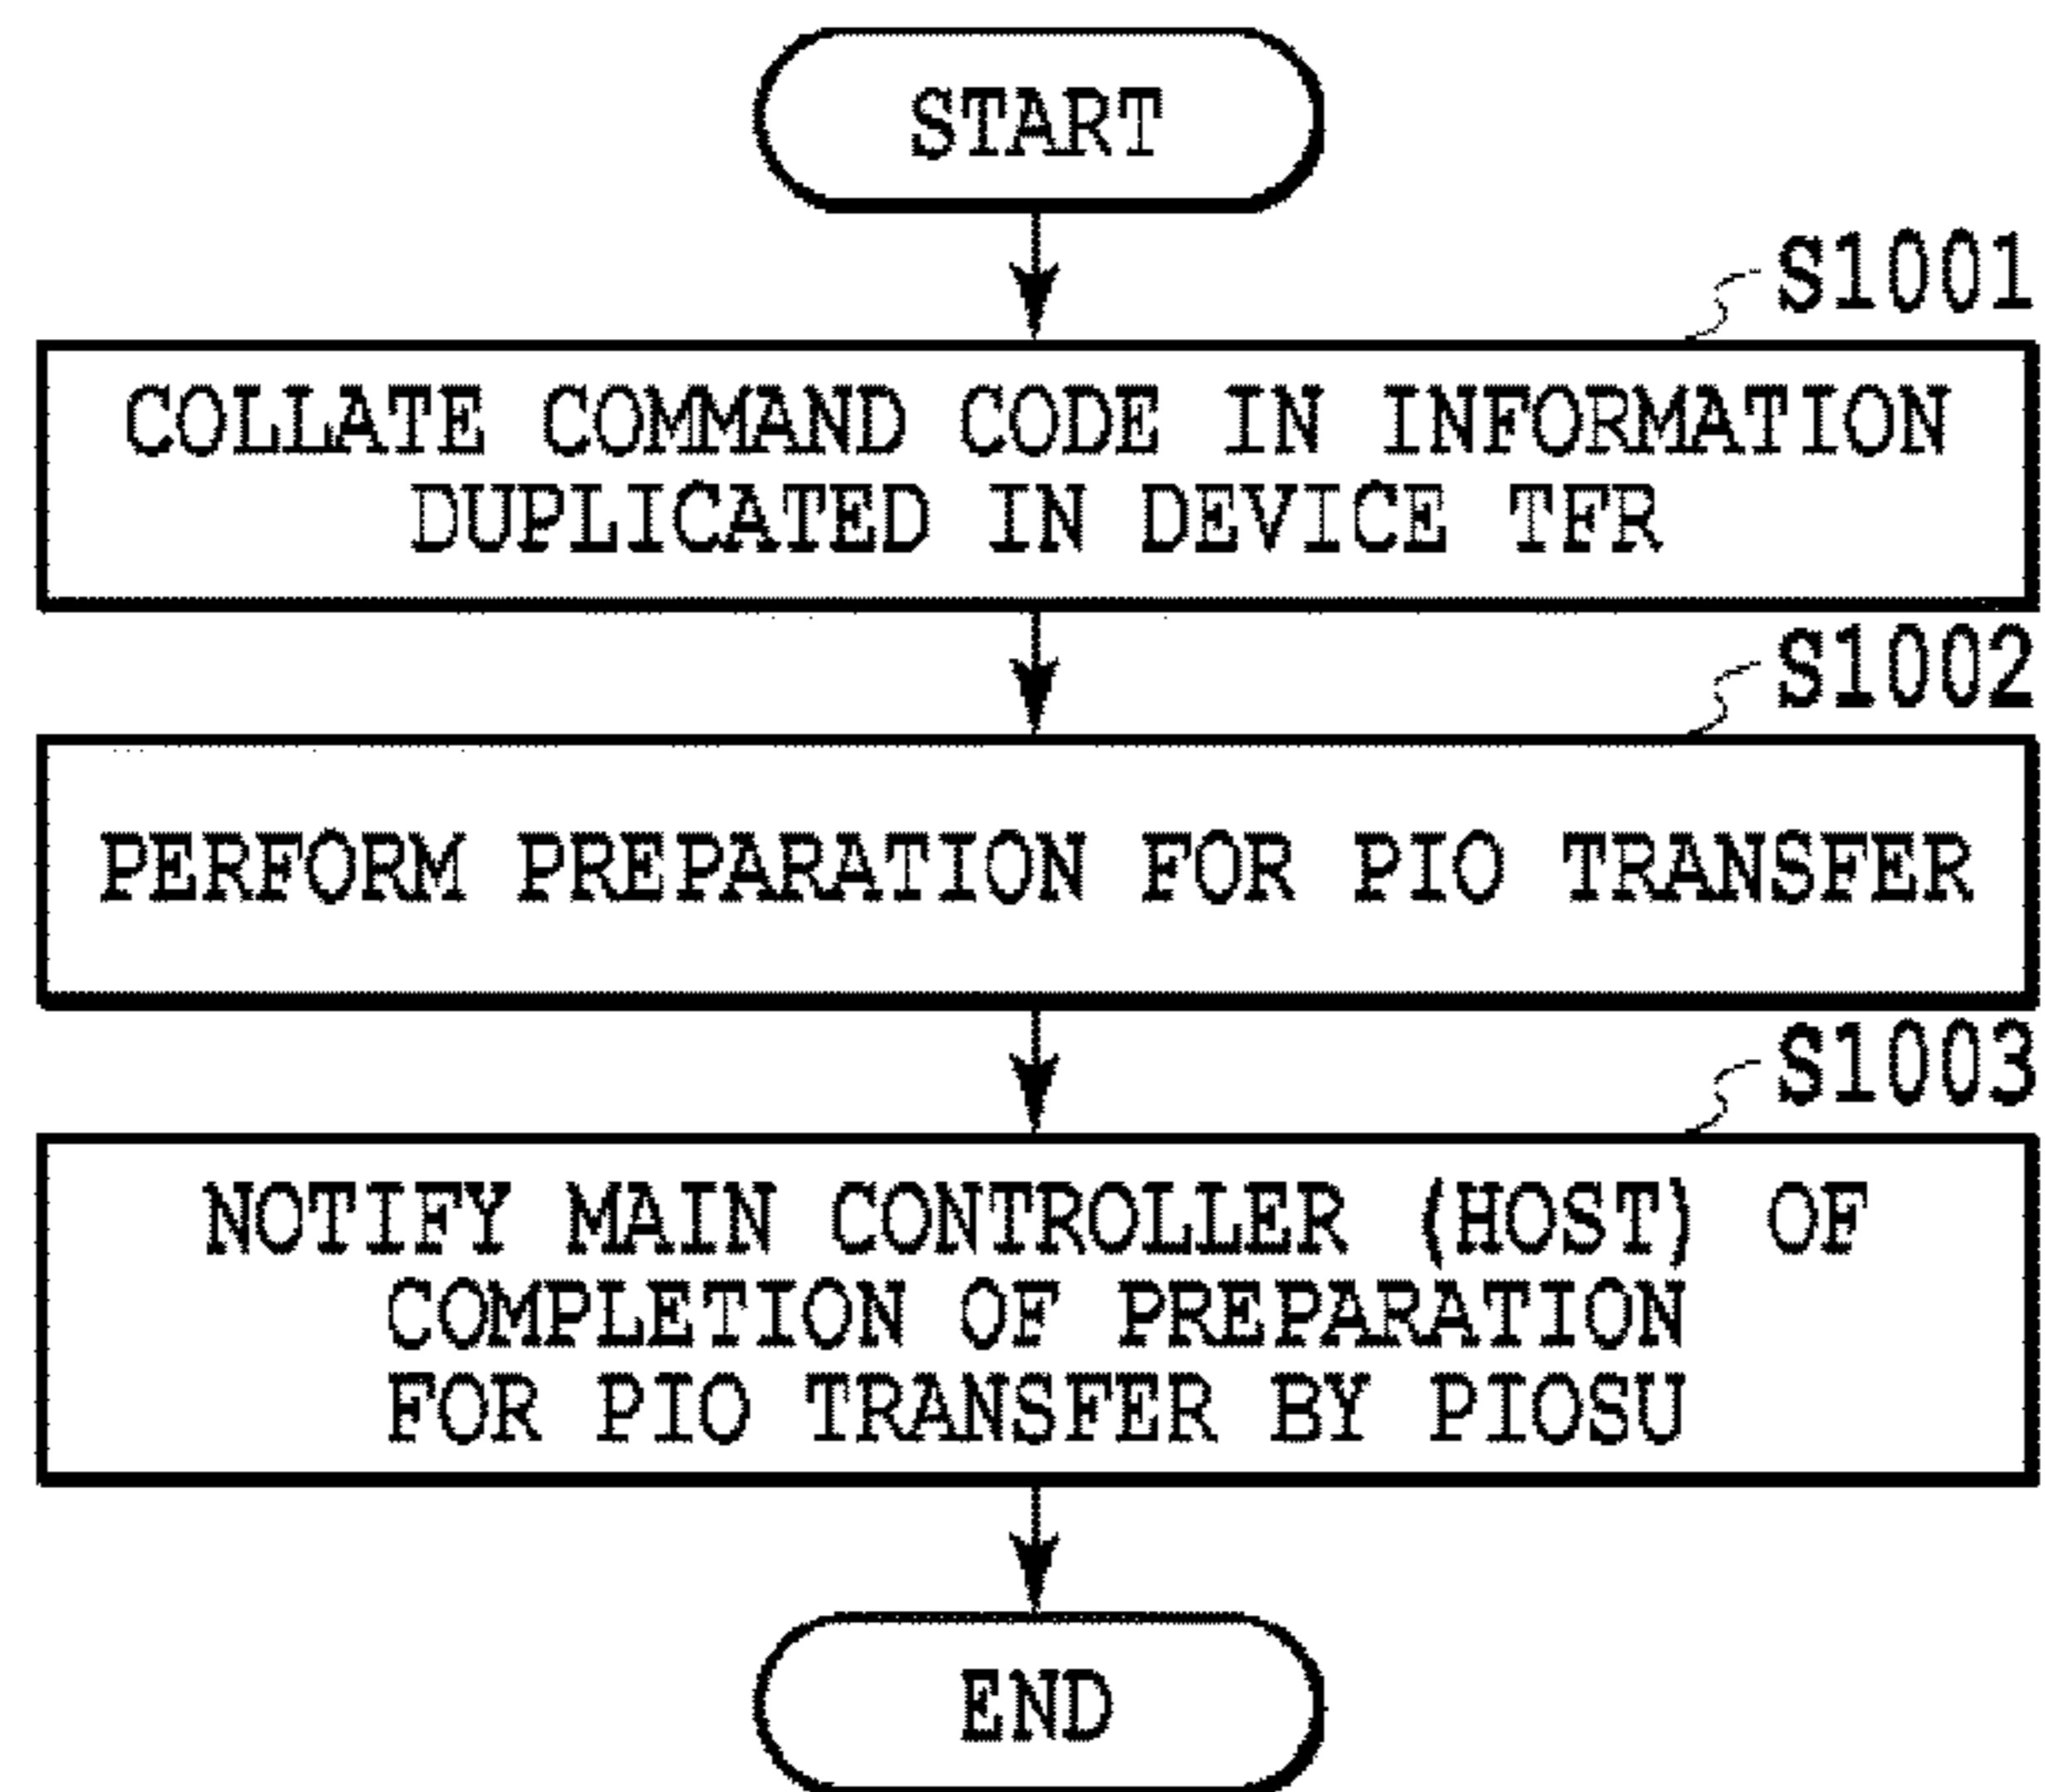 START
S1001
COLLATE COMMAND CODE IN INFORMATION
DUPLICATED IN DEVICE TFR
S1002
PERFORM PREPARATION FOR PIO TRANSFER
S1003
NOTIFY MAIN CONTROLLER (HOST) OF
COMPLETION OF PREPARATION
FOR PIO TRANSFER BY PIOSU
END